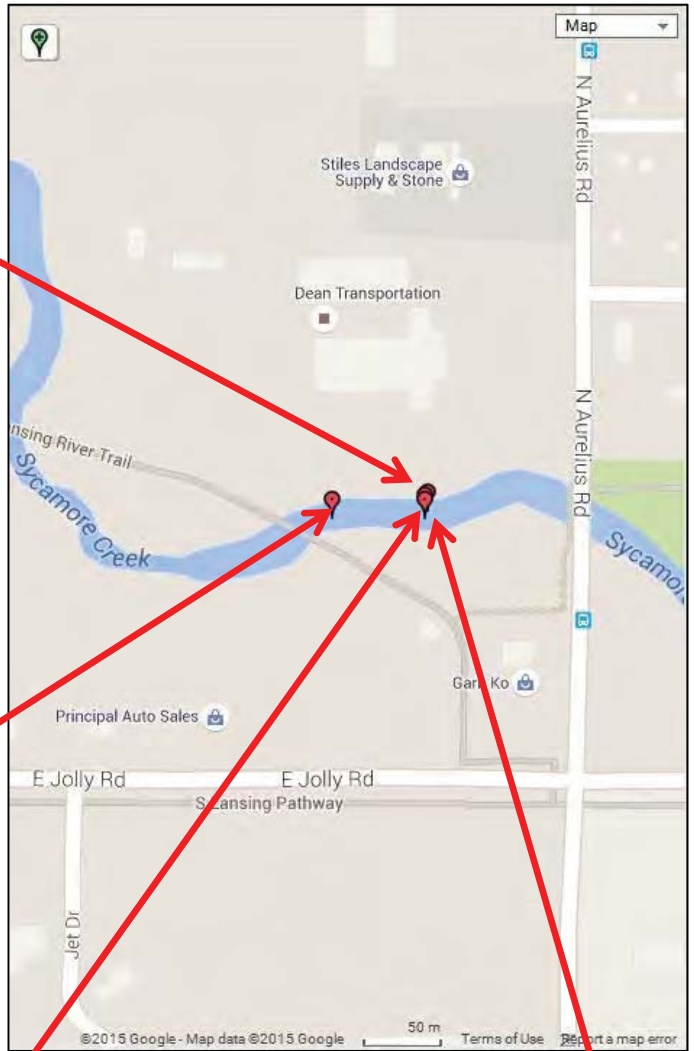 Map
N Aurelius Rd
Stiles Landscape
Supply & Stone
Dean Transportation
N Aurelius Rd
nsing River Trail
Sycamore Creek
Sycamor
Principal Auto Sales
E Jolly Rd
E Jolly Rd
S Lansing Pathway
Jet Dr
©2015 Google - Map data ©2015 Google
50 m
Terms of Use
Report a map error